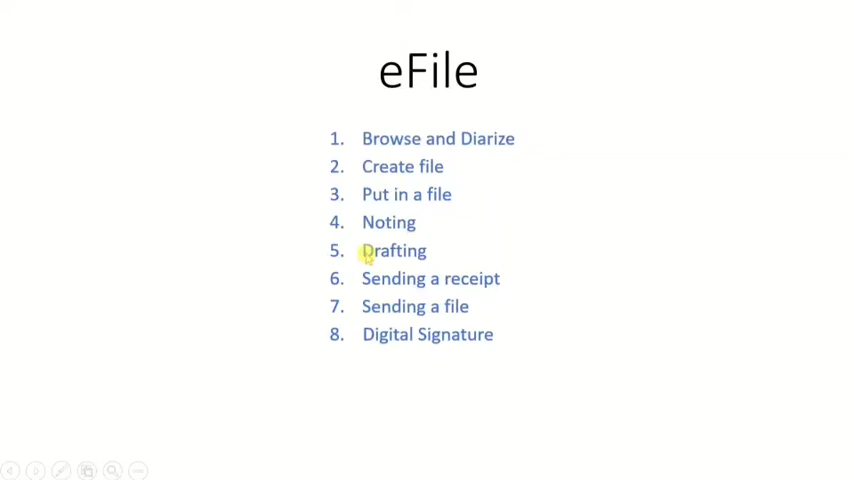 eFile
1. Browse and Diarize
2. Create file
3. Put in a file
4. Noting
5. Drafting
6. Sending a receipt
7. Sending a file
8. Digital Signature